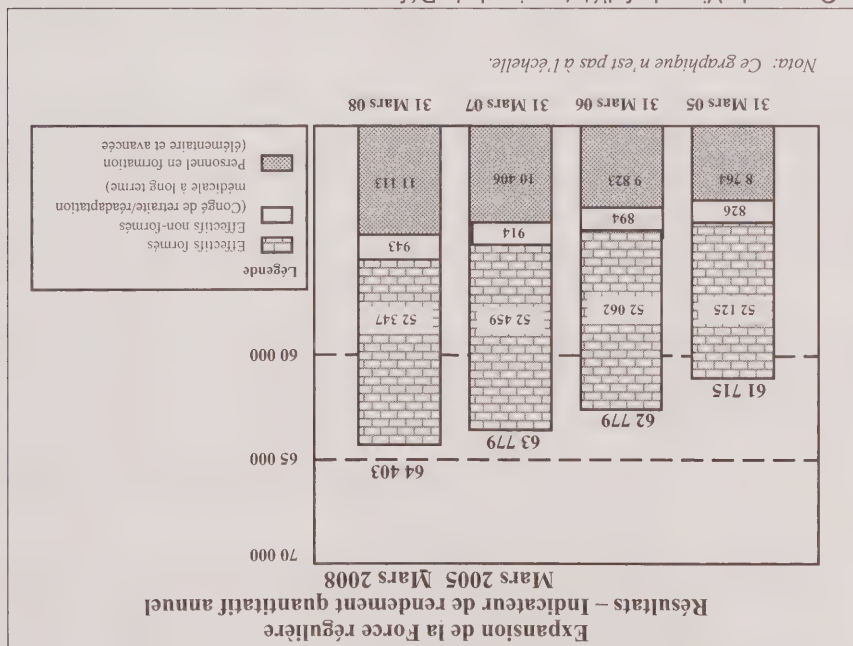 Expansion de la Force régulière
Résultats – Indicateur de rendement quantitatif annuel
Mars 2005 Mars 2008
70 000
65 000
60 000
61 715
62 779
63 779
64 403
52 125
52 062
52 459
52 347
826
894
914
943
8 764
9 823
10 406
11 113
31 Mars 05
31 Mars 06
31 Mars 07
31 Mars 08
Légende
Effectifs formés
Effectifs non-formés
(Congé de retraite/réadaptation
médicale à long terme)
Personnel en formation
(élémentaire et avancée
Nota: Ce graphique n'est pas à l'échelle.